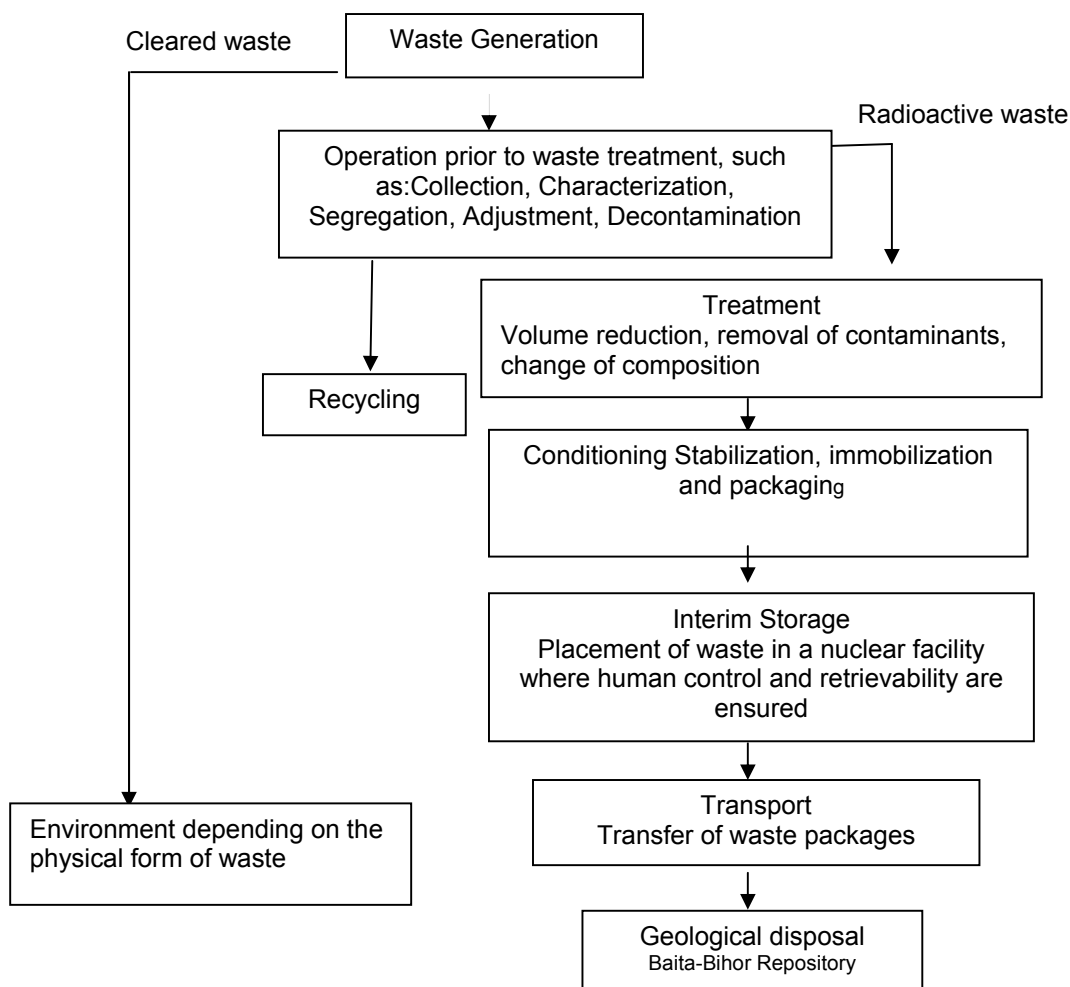 Cleared waste
Waste Generation
Radioactive waste
Operation prior to waste treatment, such
as:Collection, Characterization,
Segregation, Adjustment, Decontamination
Treatment
Volume reduction, removal of contaminants,
change of composition
Recycling
Conditioning Stabilization, immobilization
and packaging
Interim Storage
Placement of waste in a nuclear facility
where human control and retrievability are
ensured
Transport
Transfer of waste packages
Environment depending on the
physical form of waste
Geological disposal
Baita-Bihor Repository